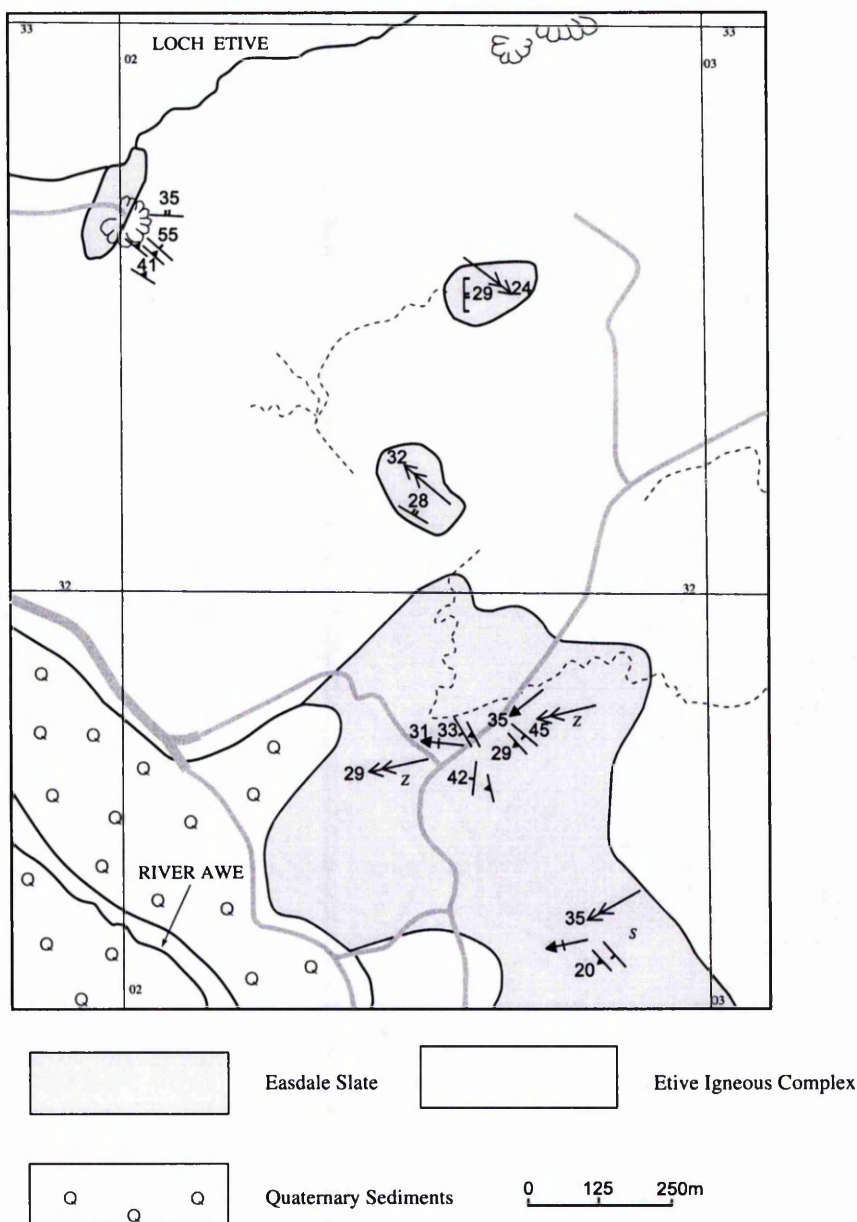 33
33
LOCH ETIVE
02
03
35
55
41
29 24
32
28
32
32
Q
Q Q Q
Q
Q Q
Q Q
31 33 35 z
45
29
29 z
42
Q
RIVER AWE
Q
Q Q
35
s
Q Q Q
Q
20
Q
02
03
Easdale Slate
Etive Igneous Complex
Q Q
Q
Quaternary Sediments
0 125 250m